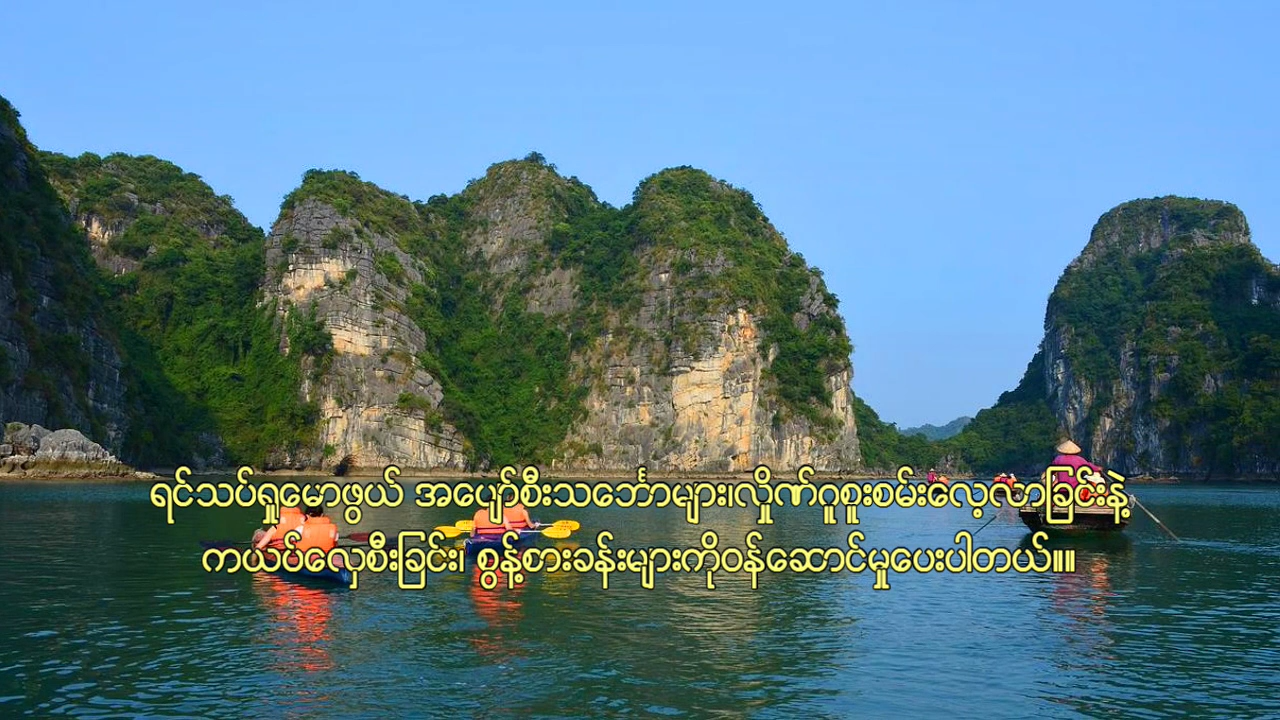 ရင်သပ်ရှုမောဖွယ် အပျော်စီးသင်္ဘောများ၊လှိုဏ်ဂူစူးစမ်းလေ့လာခြင်းနဲ့
ကယပ်လှေစီးခြင်း၊ စွန့်စားခန်းများကိုဝန်ဆောင်မှုပေးပါတယ်။။